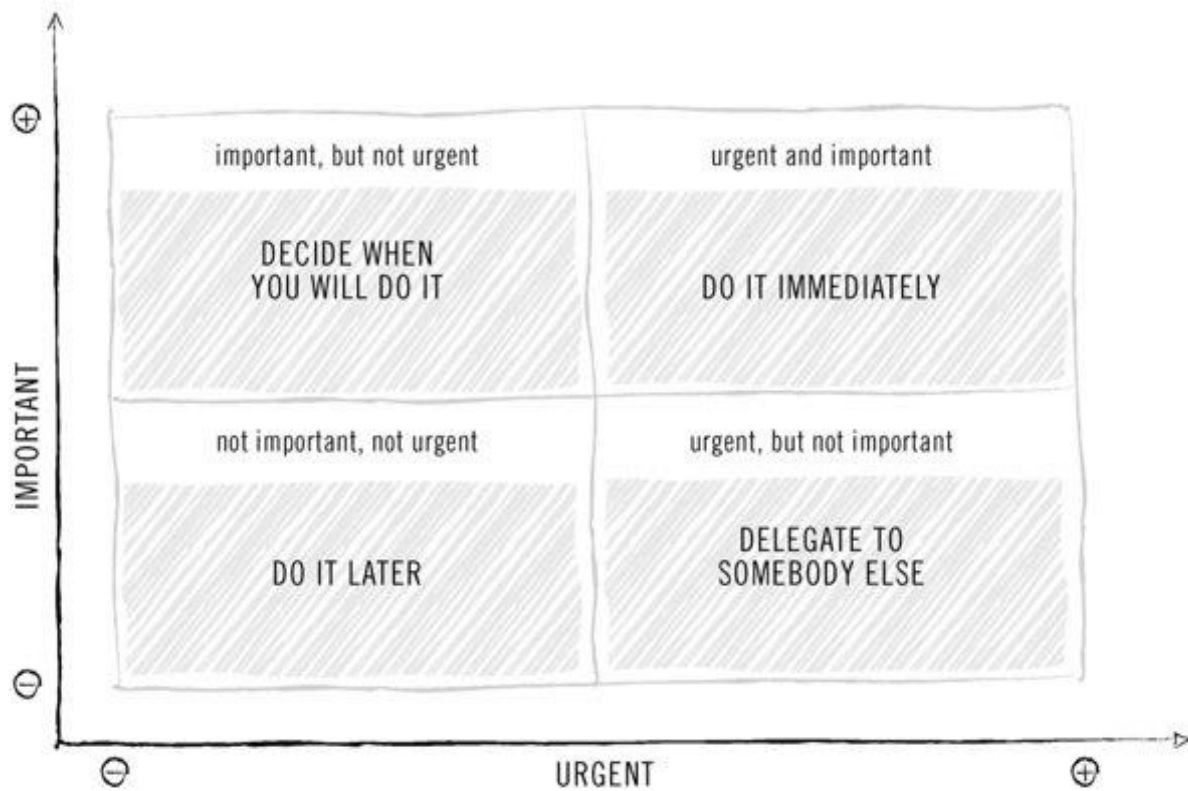 ⊕
important, but not urgent
urgent and important
DECIDE WHEN
YOU WILL DO IT
DO IT IMMEDIATELY
IMPORTANT
not important, not urgent
urgent, but not important
DO IT LATER
DELEGATE TO
SOMEBODY ELSE
⊖
⊖
URGENT
⊕